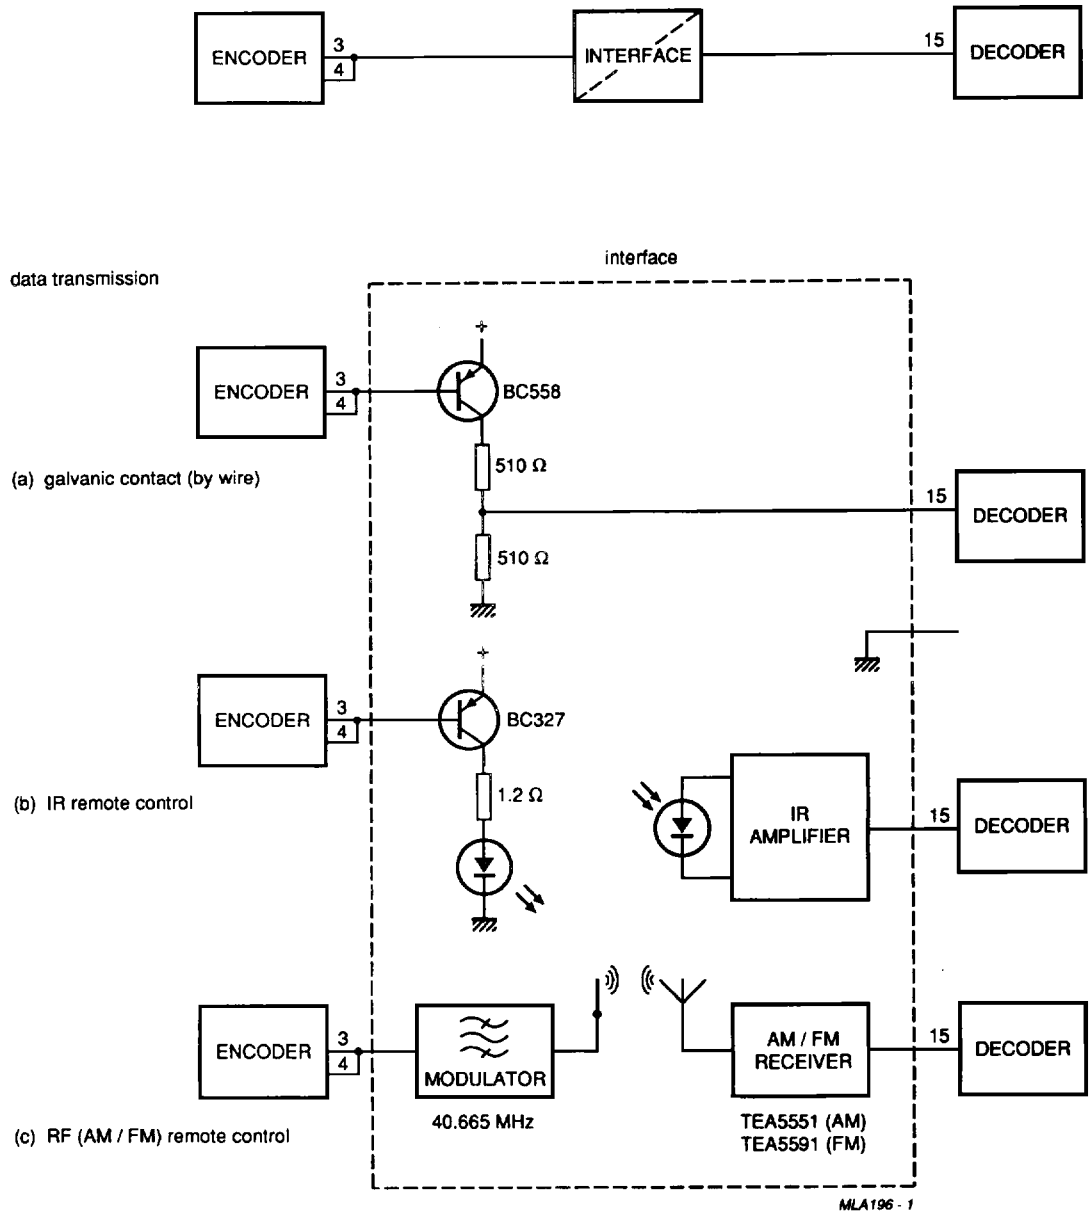 ENCODER
3
4
INTERFACE
15
DECODER
interface
data transmission
+
ENCODER
3
4
BC558
510 Ω
(a) galvanic contact (by wire)
15
DECODER
510 Ω
+
ENCODER
3
4
BC327
(b) IR remote control
1.2 Ω
IR
AMPLIFIER
15
DECODER
ENCODER
3
4
MODULATOR
40.665 MHz
AM / FM
RECEIVER
15
DECODER
TEA5551 (AM)
TEA5591 (FM)
(c) RF (AM / FM) remote control
MLA196 - 1